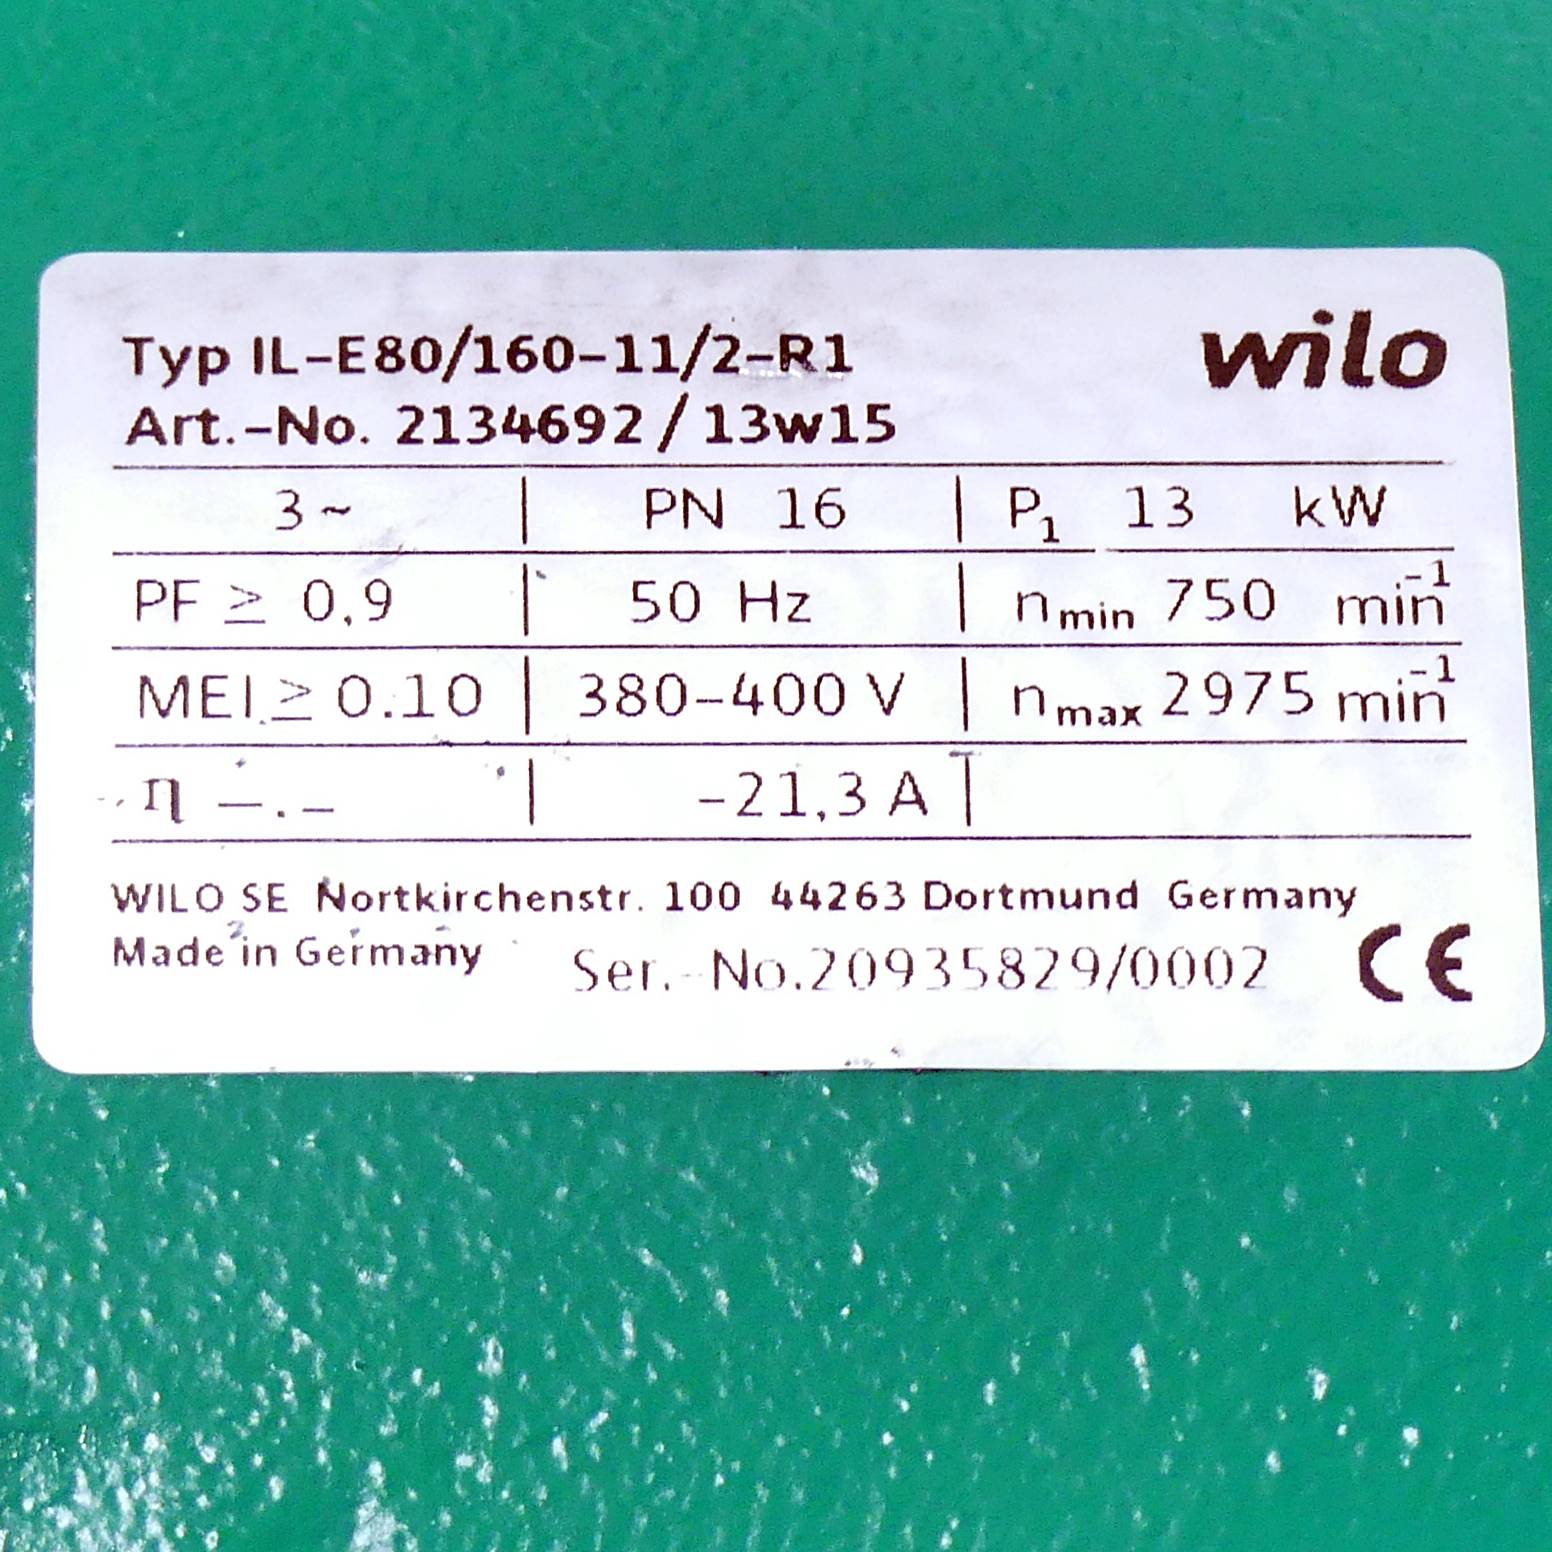 Typ IL-E80/160-11/2-R1
wilo
Art.-No. 2134692/13w15
3~ | PN 16 | P₁ 13 kW
PF ≥ 0,9 | 50 Hz | n min 750 min⁻¹
MEI ≥ 0.10 | 380-400 V | n max 2975 min⁻¹
η –.– | -21,3 A |
WILO SE Nortkirchenstr. 100 44263 Dortmund Germany
Made in Germany Ser.-No.20935829/0002 CE